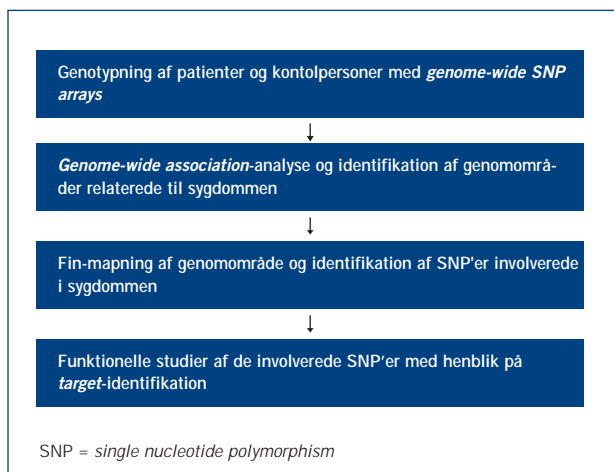 Genotypning af patienter og kontolpersoner med genome-wide SNP
arrays
Genome-wide association-analyse og identifikation af genområ-
der relaterede til sygdommen
Fin-mapning af genomområde og identifikation af SNP'er involverede
i sygdommen
Funktionelle studier af de involverede SNP'er med henblik på
target-identifikation
SNP = single nucleotide polymorphism